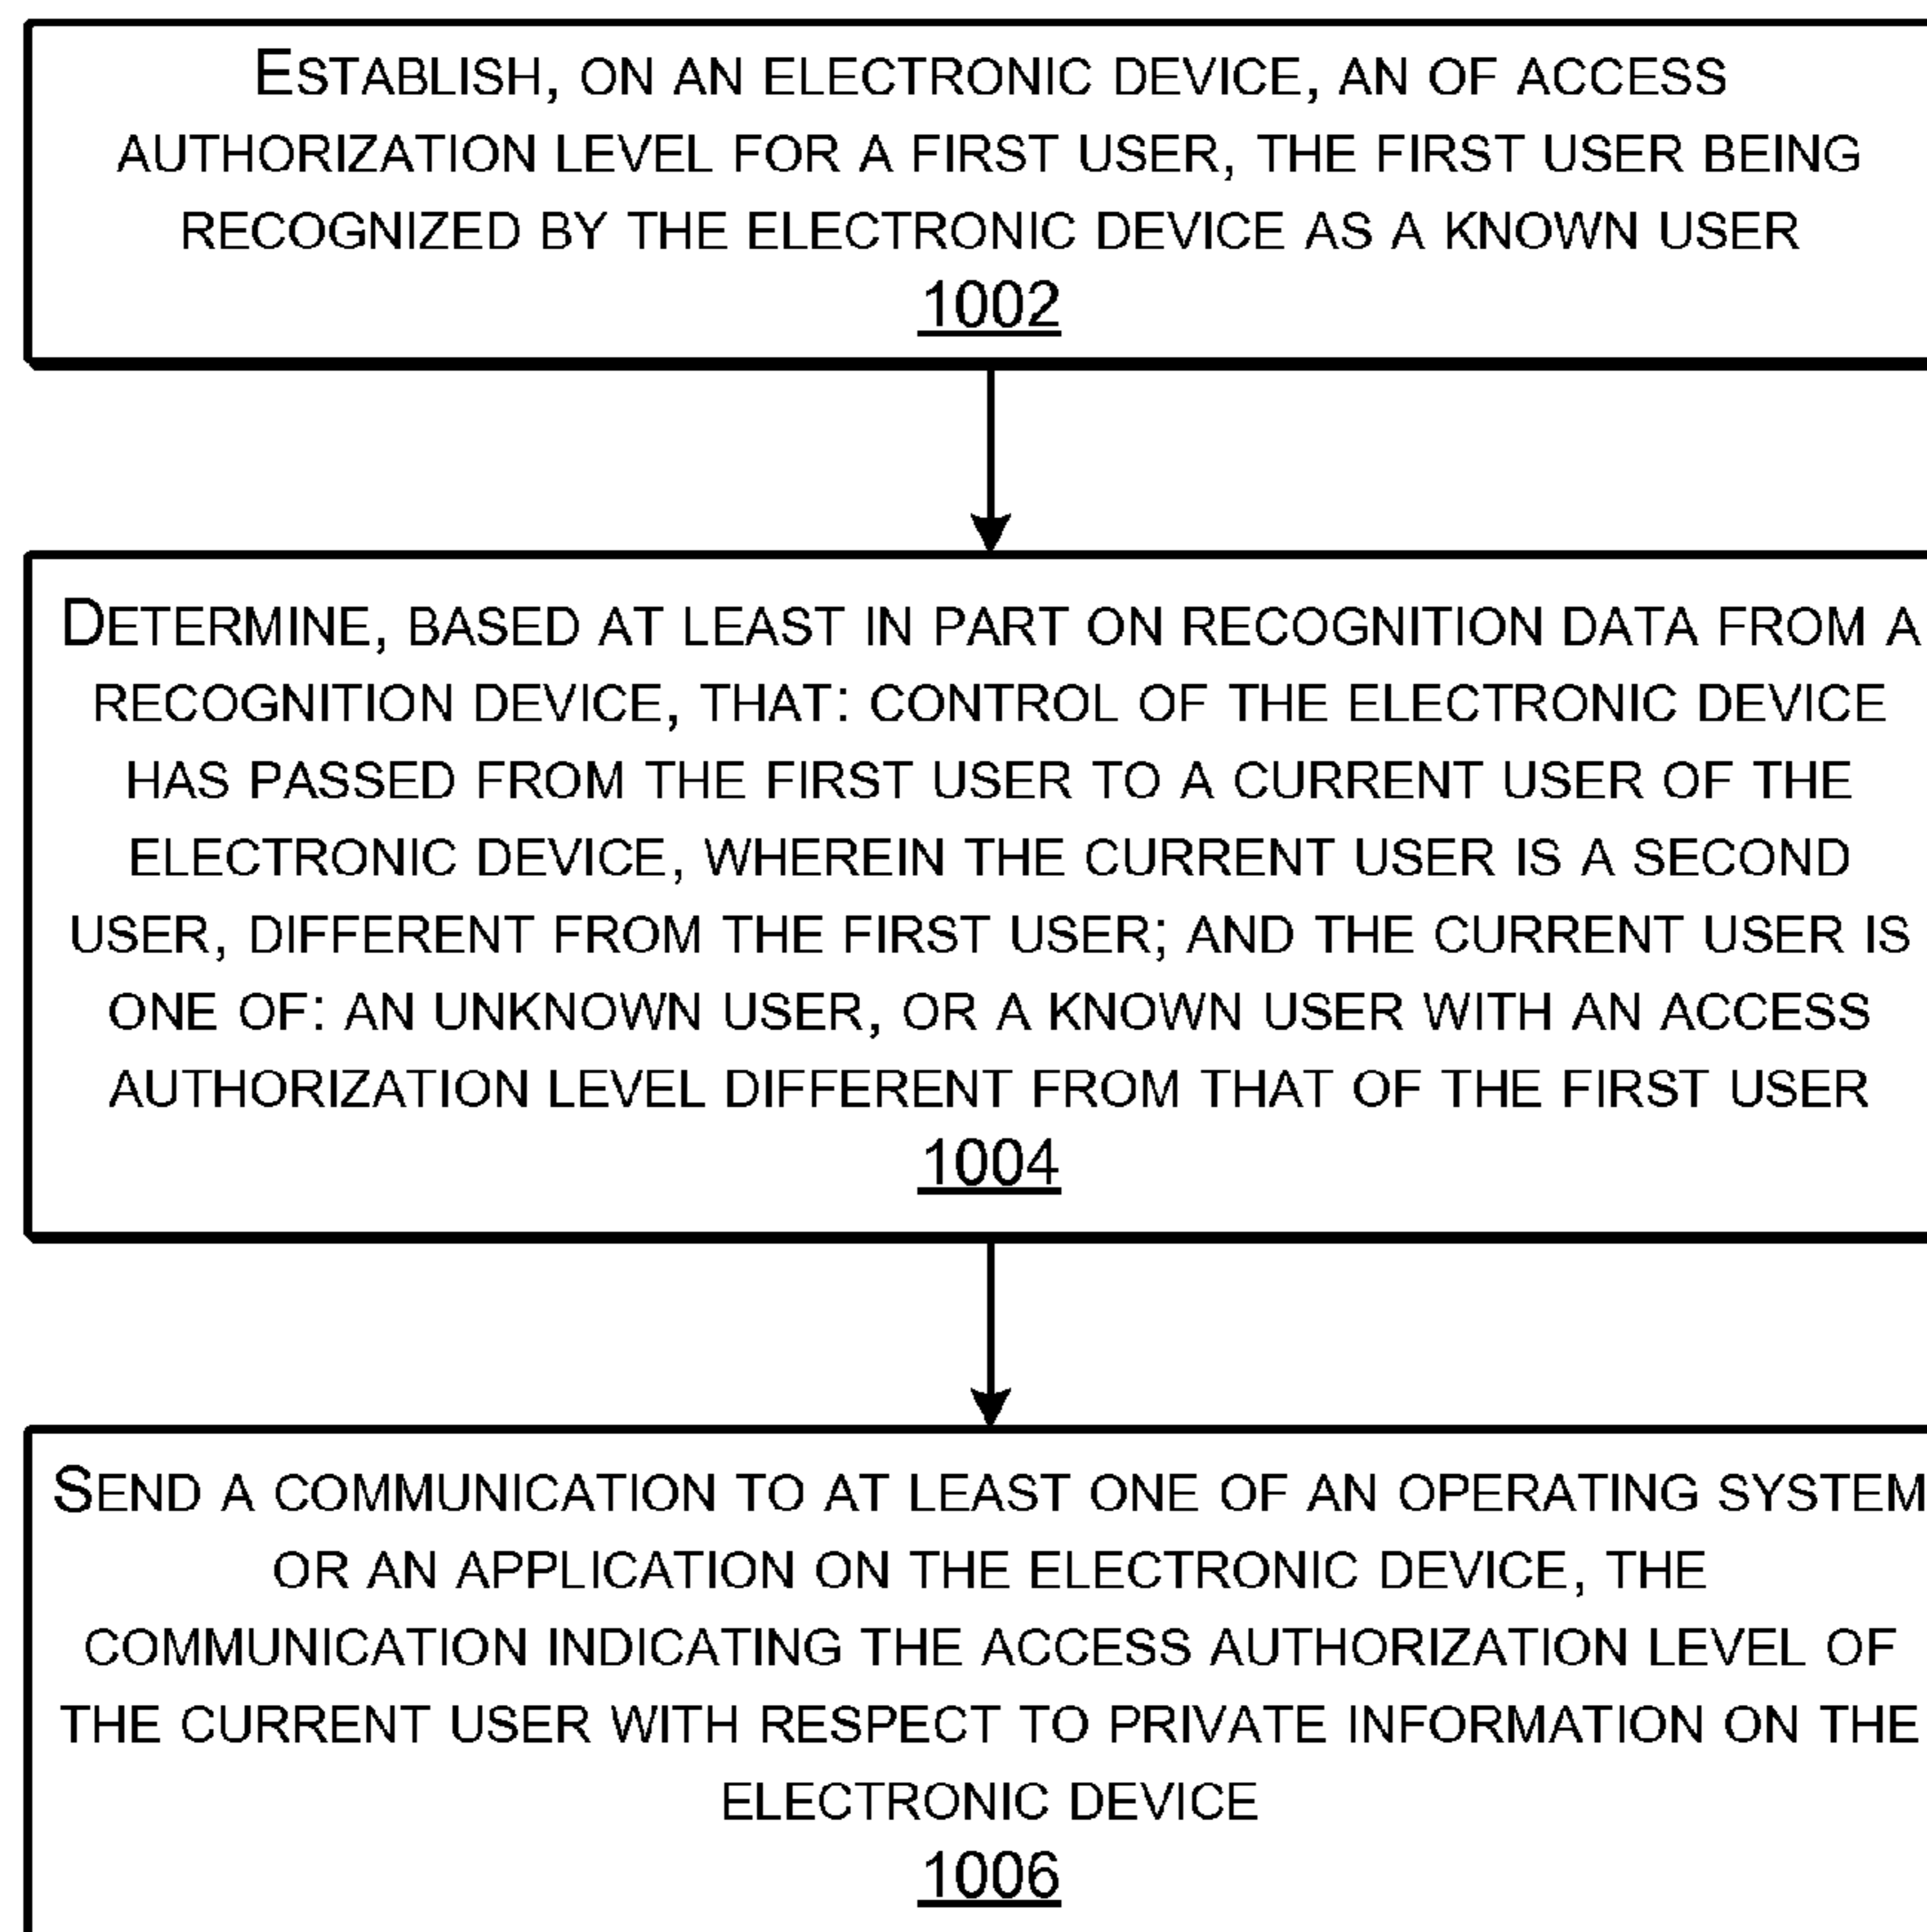 ESTABLISH, ON AN ELECTRONIC DEVICE, AN OF ACCESS
AUTHORIZATION LEVEL FOR A FIRST USER, THE FIRST USER BEING
RECOGNIZED BY THE ELECTRONIC DEVICE AS A KNOWN USER
1002
DETERMINE, BASED AT LEAST IN PART ON RECOGNITION DATA FROM A
RECOGNITION DEVICE, THAT: CONTROL OF THE ELECTRONIC DEVICE
HAS PASSED FROM THE FIRST USER TO A CURRENT USER OF THE
ELECTRONIC DEVICE, WHEREIN THE CURRENT USER IS A SECOND
USER, DIFFERENT FROM THE FIRST USER; AND THE CURRENT USER IS
ONE OF: AN UNKNOWN USER, OR A KNOWN USER WITH AN ACCESS
AUTHORIZATION LEVEL DIFFERENT FROM THAT OF THE FIRST USER
1004
SEND A COMMUNICATION TO AT LEAST ONE OF AN OPERATING SYSTEM
OR AN APPLICATION ON THE ELECTRONIC DEVICE, THE
COMMUNICATION INDICATING THE ACCESS AUTHORIZATION LEVEL OF
THE CURRENT USER WITH RESPECT TO PRIVATE INFORMATION ON THE
ELECTRONIC DEVICE
1006